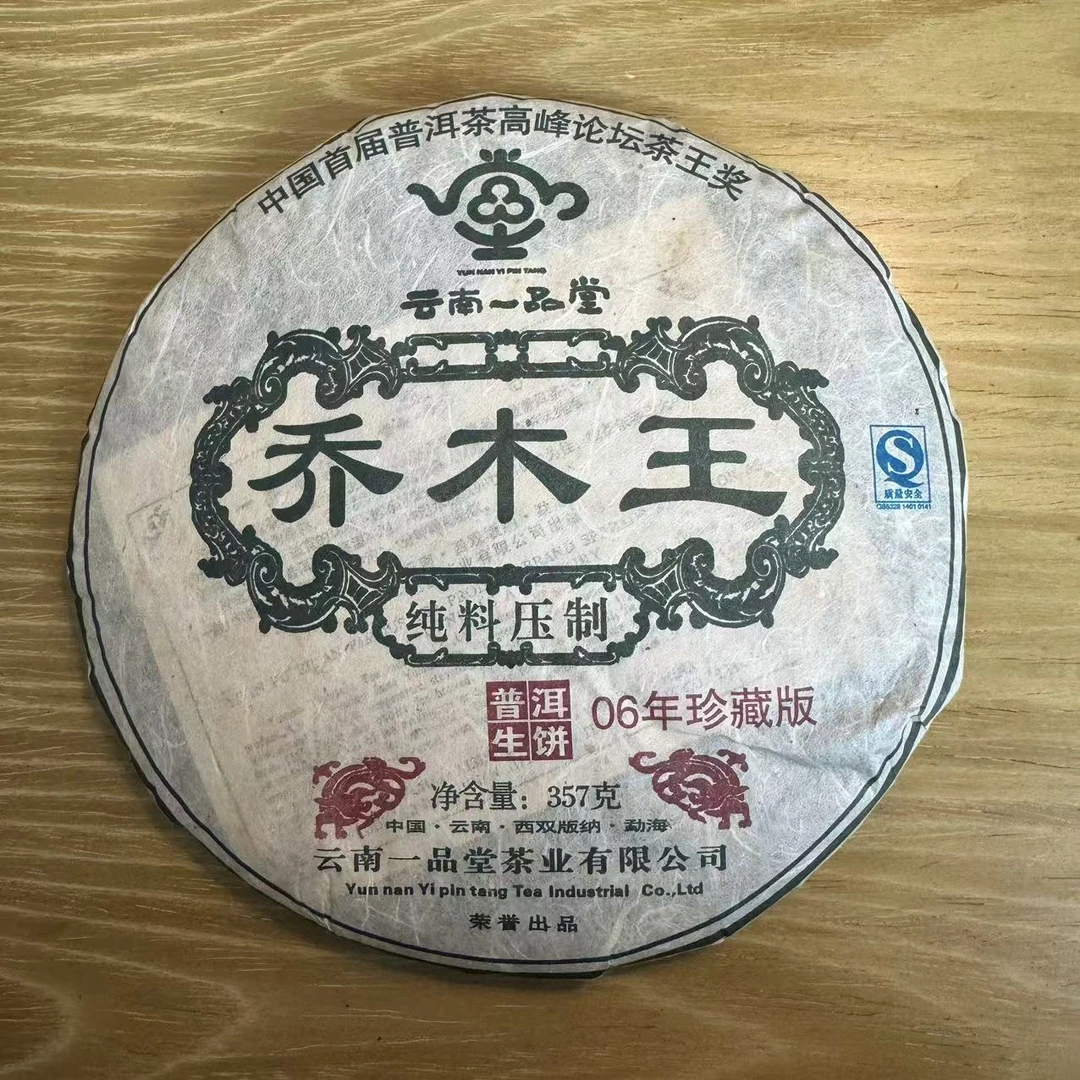 中国首届普洱茶高峰论坛茶王奖
YUN NAN YI PIN TANG
云南一品堂
乔木王
质量安全
QS5328 1401 0141
纯料压制
普洱
生饼
06年珍藏版
净含量：357克
中国·云南·西双版纳·勐海
云南一品堂茶业有限公司
Yun nan Yi pin tang Tea Industrial Co.,Ltd
荣誉出品